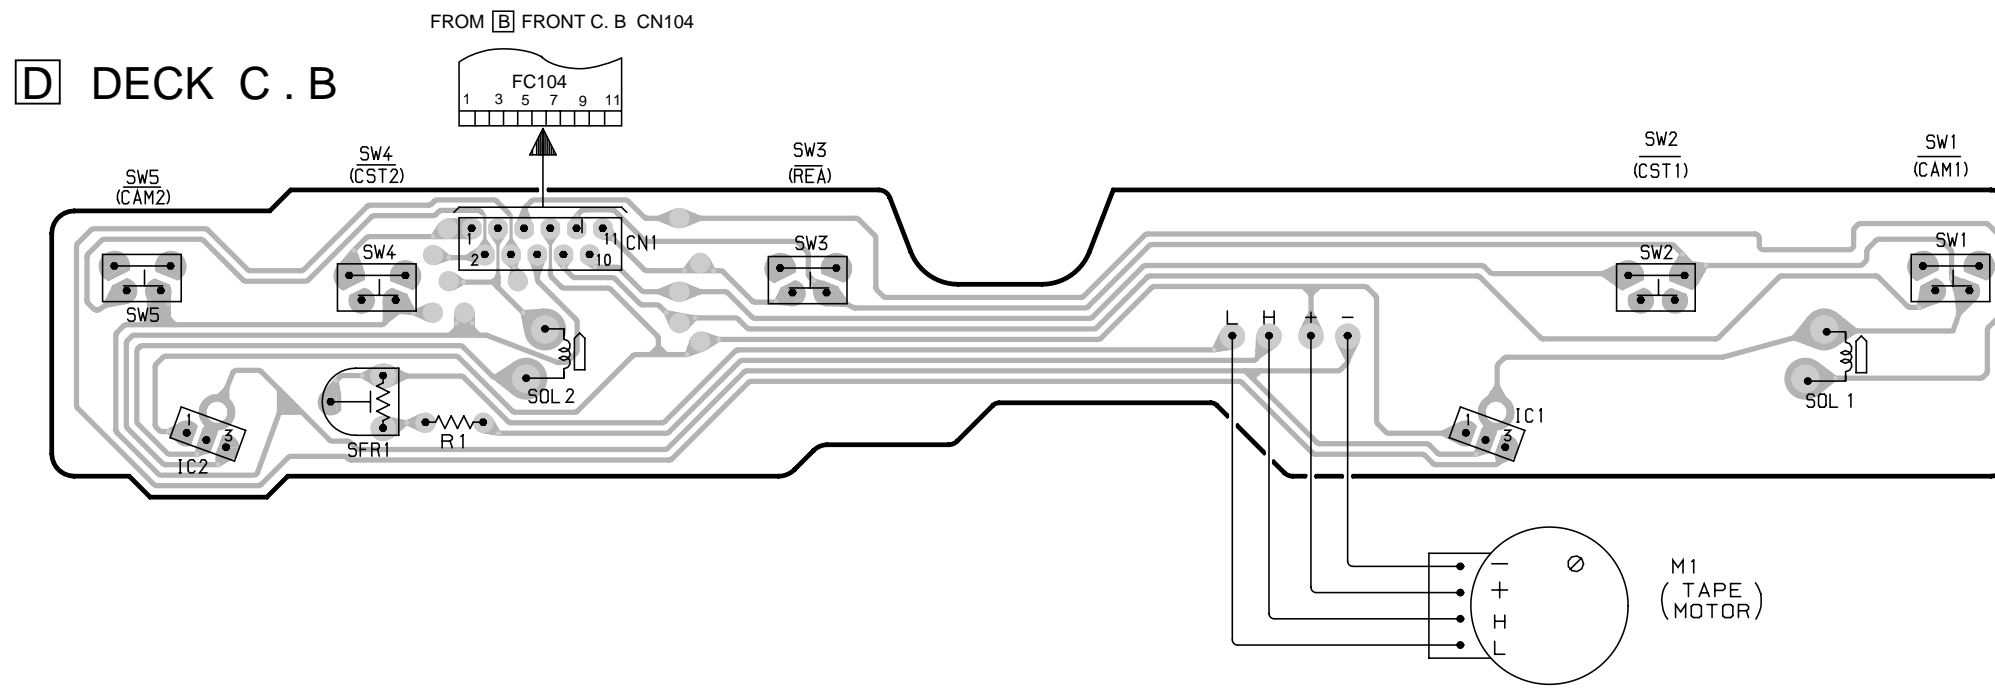 FROM B FRONT C. B CN104
D DECK C . B
FC104
1 3 5 7 9 11
SW5
(CAM2)
SW4
(CST2)
SW3
(REA)
SW2
(CST1)
SW1
(CAM1)
1 11 CN1
2 10
SW4
SW3
SW2
SW1
SW5
L H + −
SOL 2
SOL 1
1 3
IC2
SFR1
R1
1 3
IC1
−
+
H
L
M1
( TAPE
MOTOR )